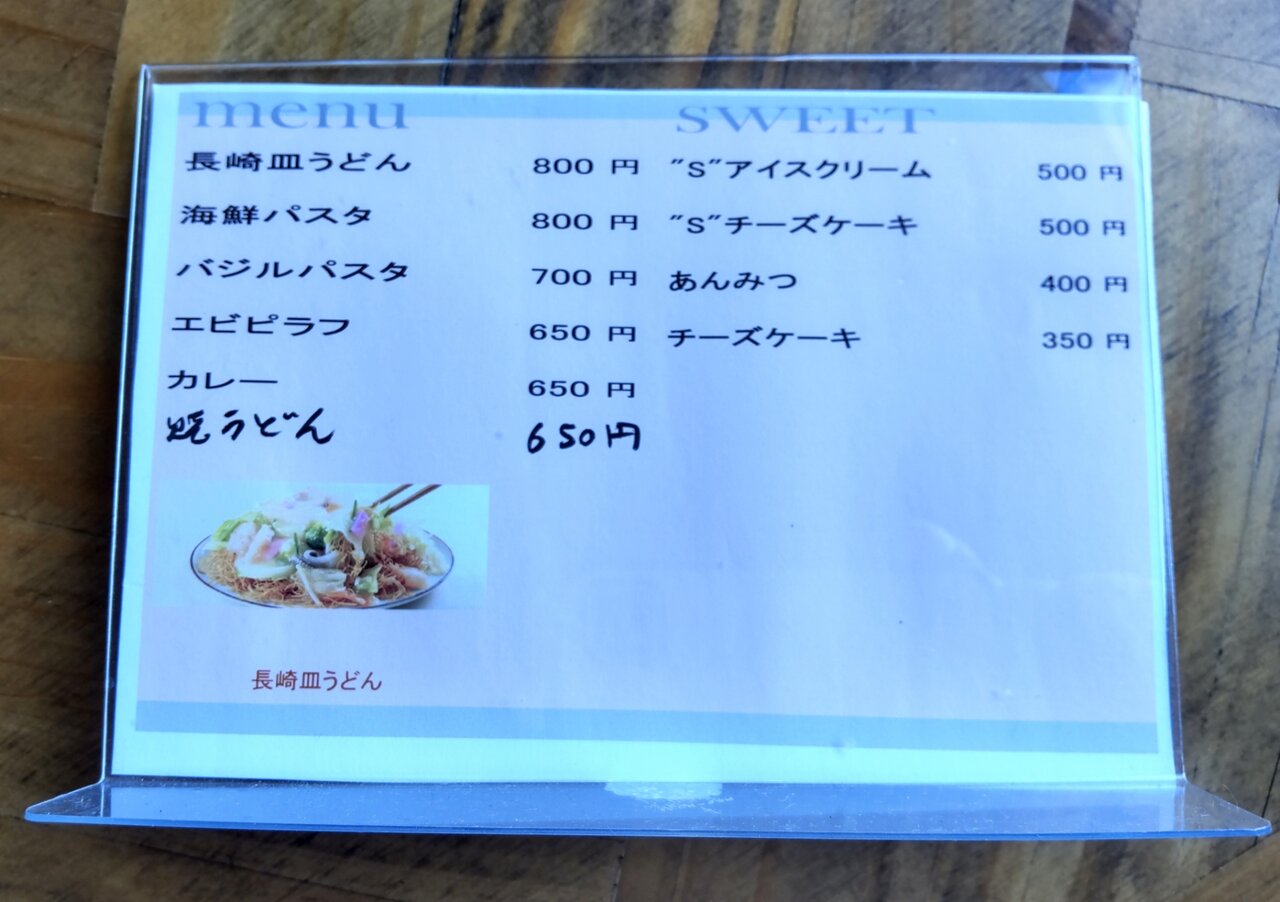 menu
長崎皿うどん 800 円
海鮮パスタ 800 円
バジルパスタ 700 円
エビピラフ 650 円
カレー 650 円
焼うどん 650円
長崎皿うどん
SWEET
"S"アイスクリーム 500 円
"S"チーズケーキ 500 円
あんみつ 400 円
チーズケーキ 350 円